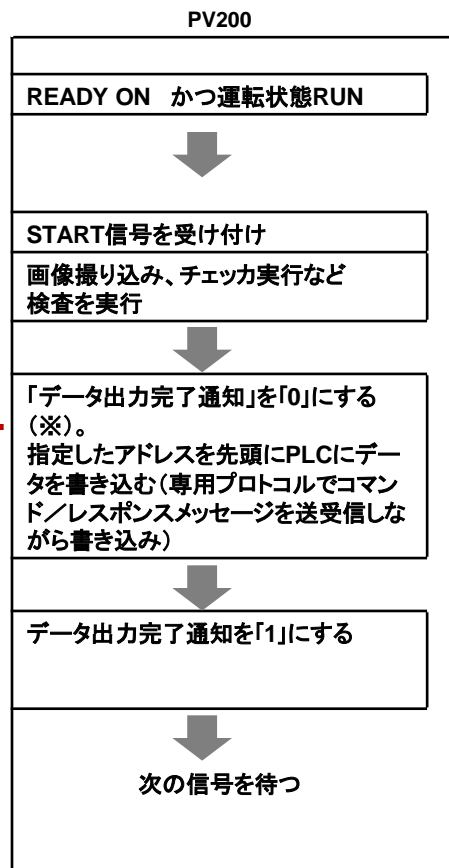 PV200
READY ON かつ運転状態RUN
START信号を受け付け
画像撮り込み、チェッカ実行など
検査を実行
「データ出力完了通知」を「0」にする
(※)。
指定したアドレスを先頭にPLCにデー
タを書き込む(専用プロトコルでコマン
ド/レスポンスメッセージを送受信しな
がら書き込み)
データ出力完了通知を「1」にする
次の信号を待つ